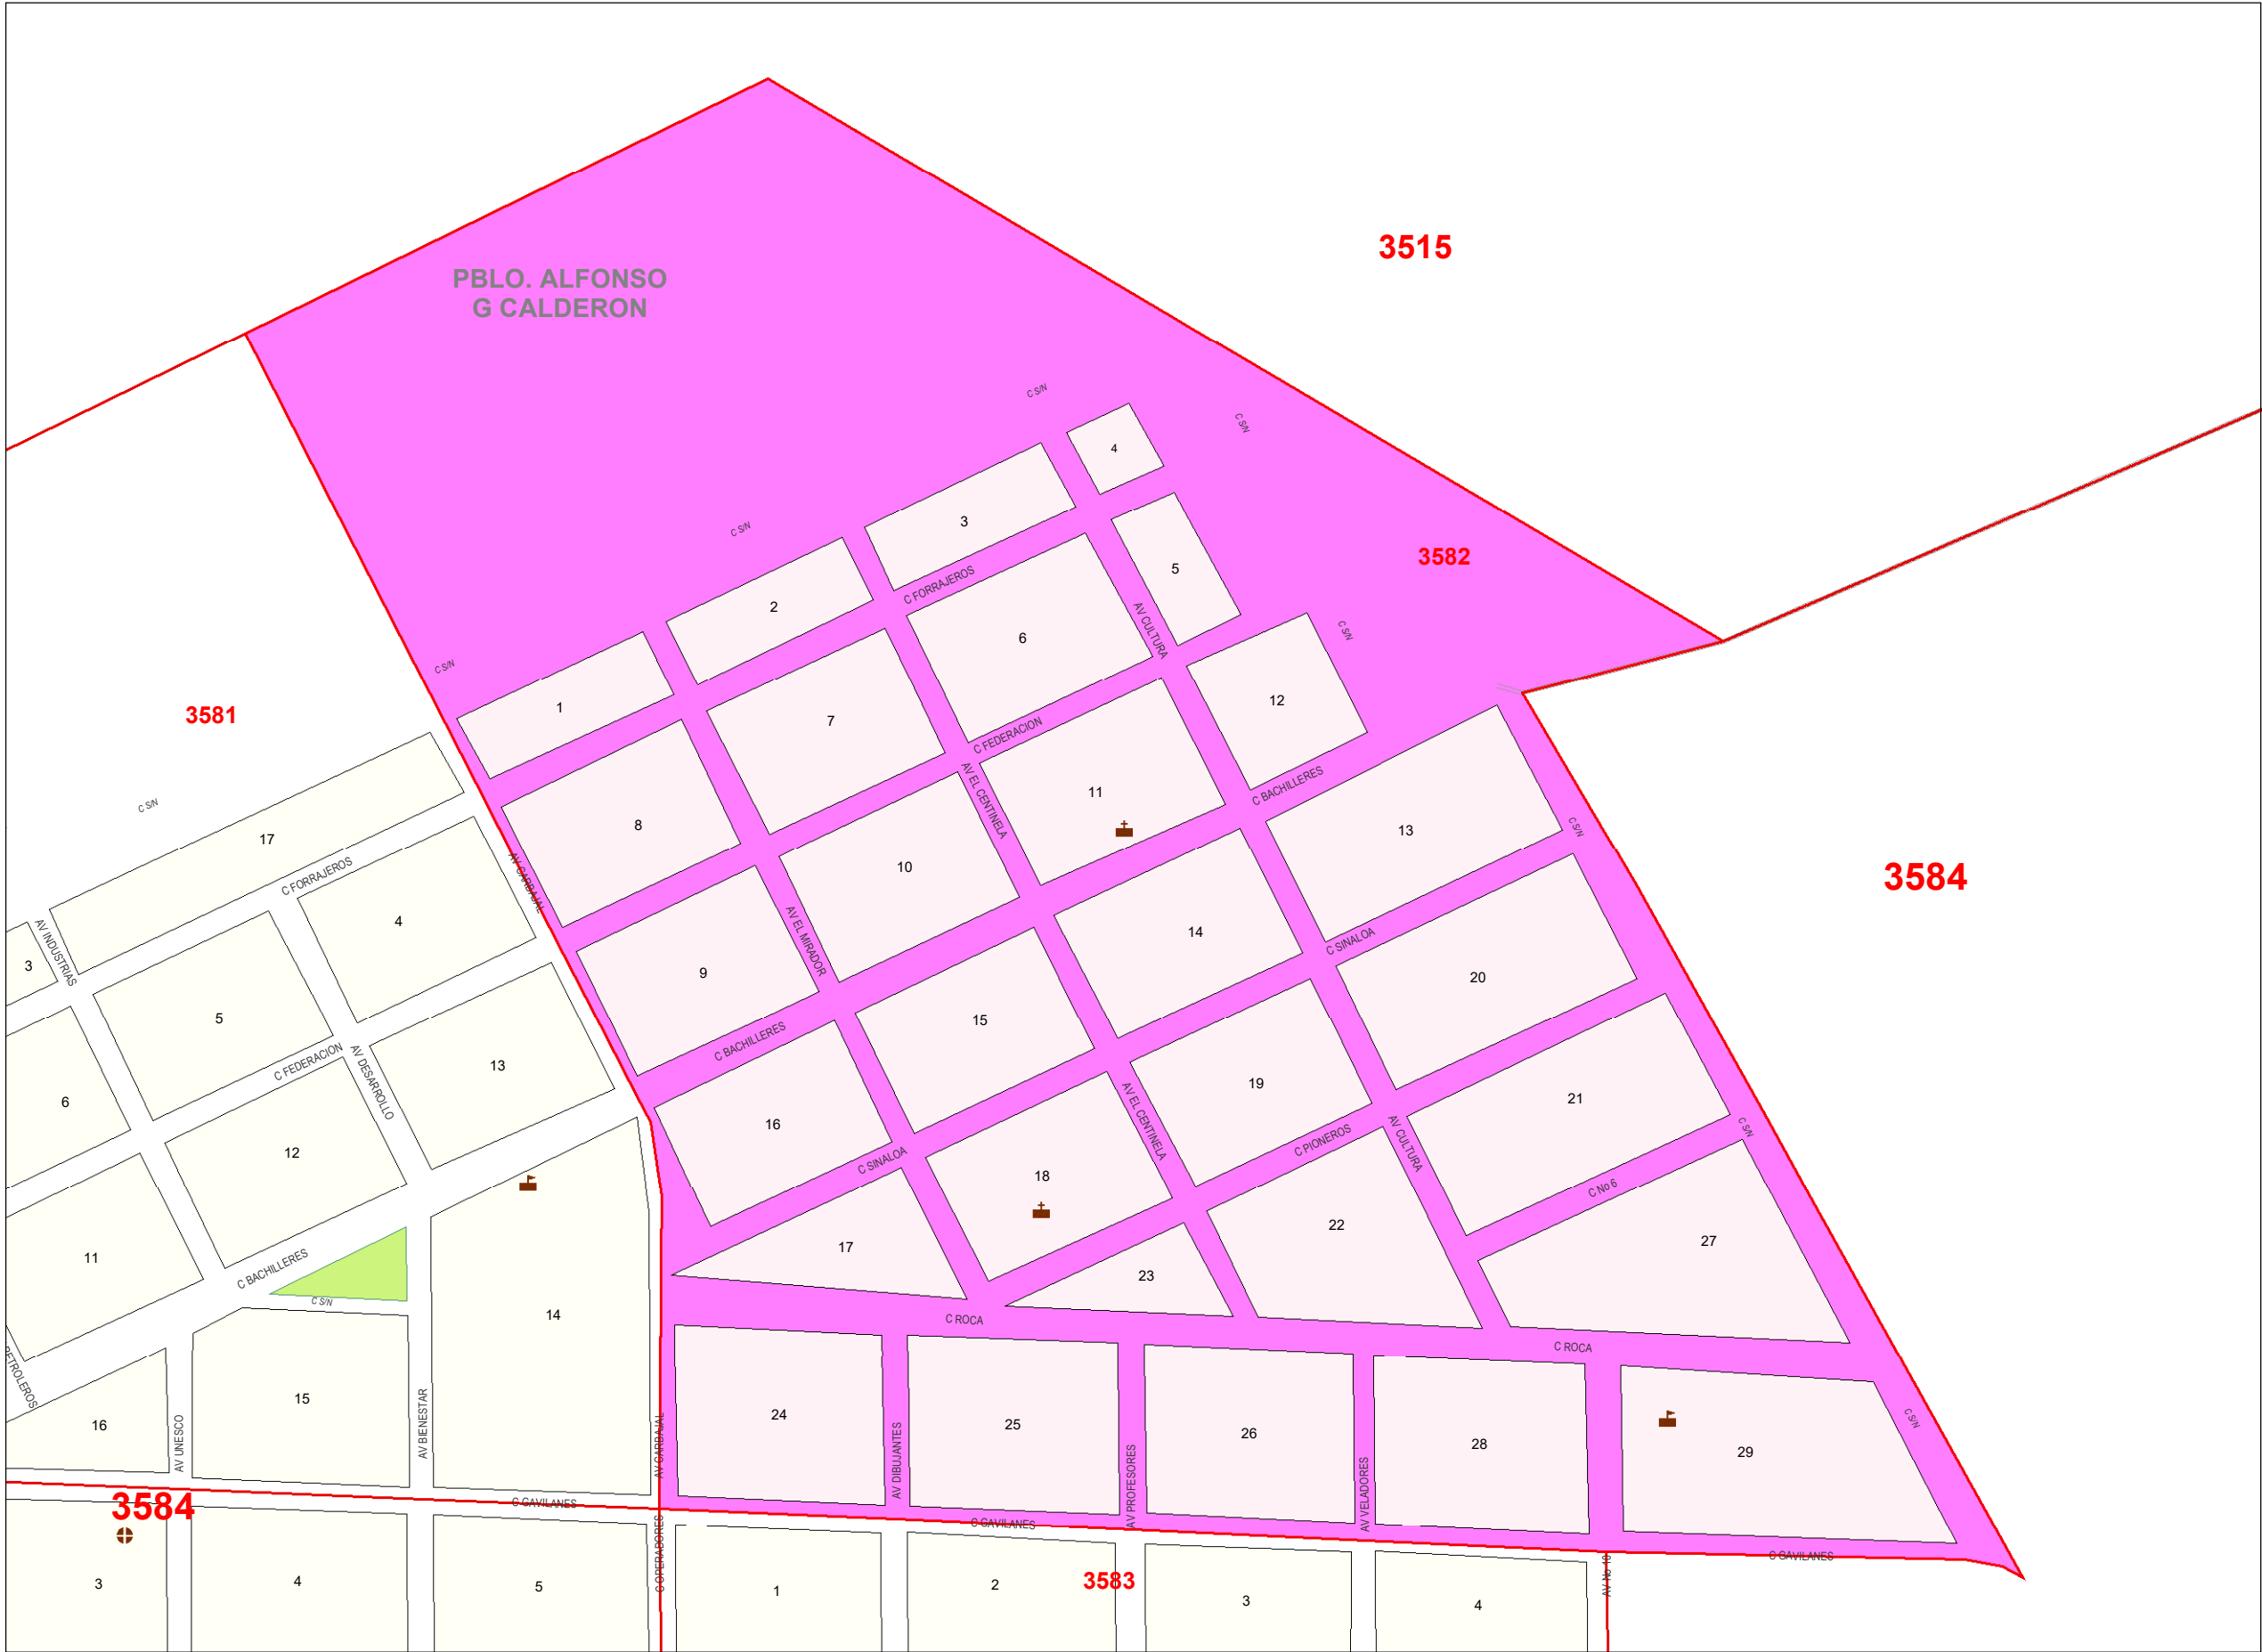 3515
PBLO. ALFONSO
G CALDERON
C S/N
C S/N
4
3
C S/N
3582
C FORRAJEROS
5
2
AV CULTURA
C S/N
6
C S/N
12
1
3581
7
C FEDERACION
C BACHILLERES
11
AV EL CENTINELA
C S/N
C S/N
8
13
17
AV CARBAJAL
10
C FORRAJEROS
3584
4
14
C SINALOA
AV EL MIRADOR
AV INDUSTRIAS
3
9
20
5
15
C BACHILLERES
C FEDERACION
13
AV DESARROLLO
19
6
21
16
AV EL CENTINELA
C S/N
C PIONEROS
AV CULTURA
12
C SINALOA
18
C No 6
22
27
17
11
C BACHILLERES
23
C S/N
14
C ROCA
C ROCA
PETROLEROS
15
24
25
26
28
29
C S/N
16
AV UNESCO
AV BIENESTAR
AV CARBAJAL
AV DIBUJANTES
AV PROFESORES
AV VELADORES
3584
C GAVILANES
C GAVILANES
C GAVILANES
C OPERADORES
AV No 10
3583
3
4
5
1
2
3
4